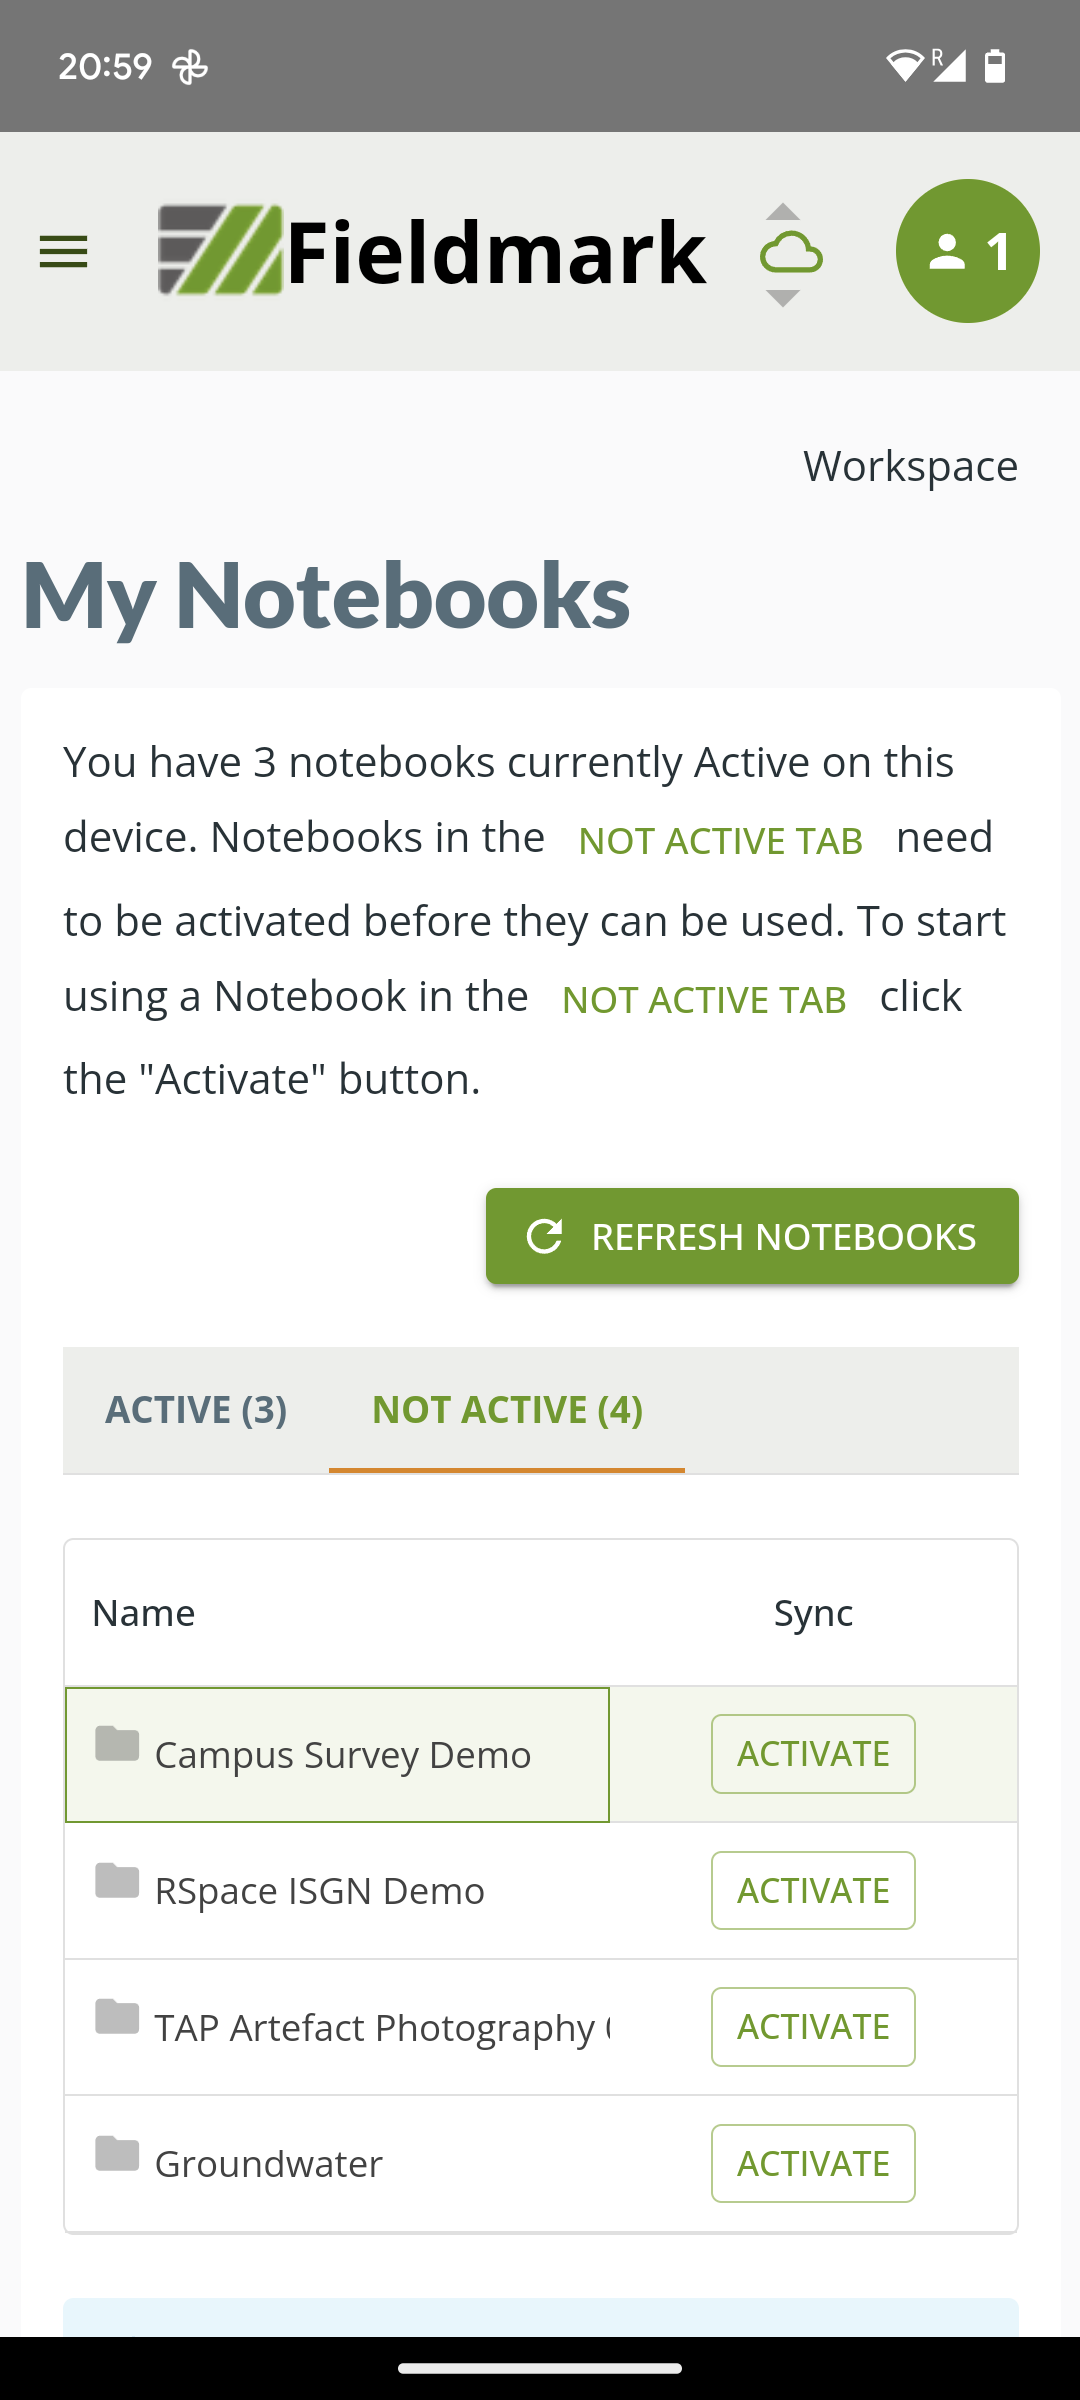 20:59
R
Fieldmark
1
Workspace
My Notebooks
You have 3 notebooks currently Active on this
device. Notebooks in the NOT ACTIVE TAB need
to be activated before they can be used. To start
using a Notebook in the NOT ACTIVE TAB click
the "Activate" button.
REFRESH NOTEBOOKS
ACTIVE (3) NOT ACTIVE (4)
Name Sync
Campus Survey Demo ACTIVATE
RSpace ISGN Demo ACTIVATE
TAP Artefact Photography ACTIVATE
Groundwater ACTIVATE